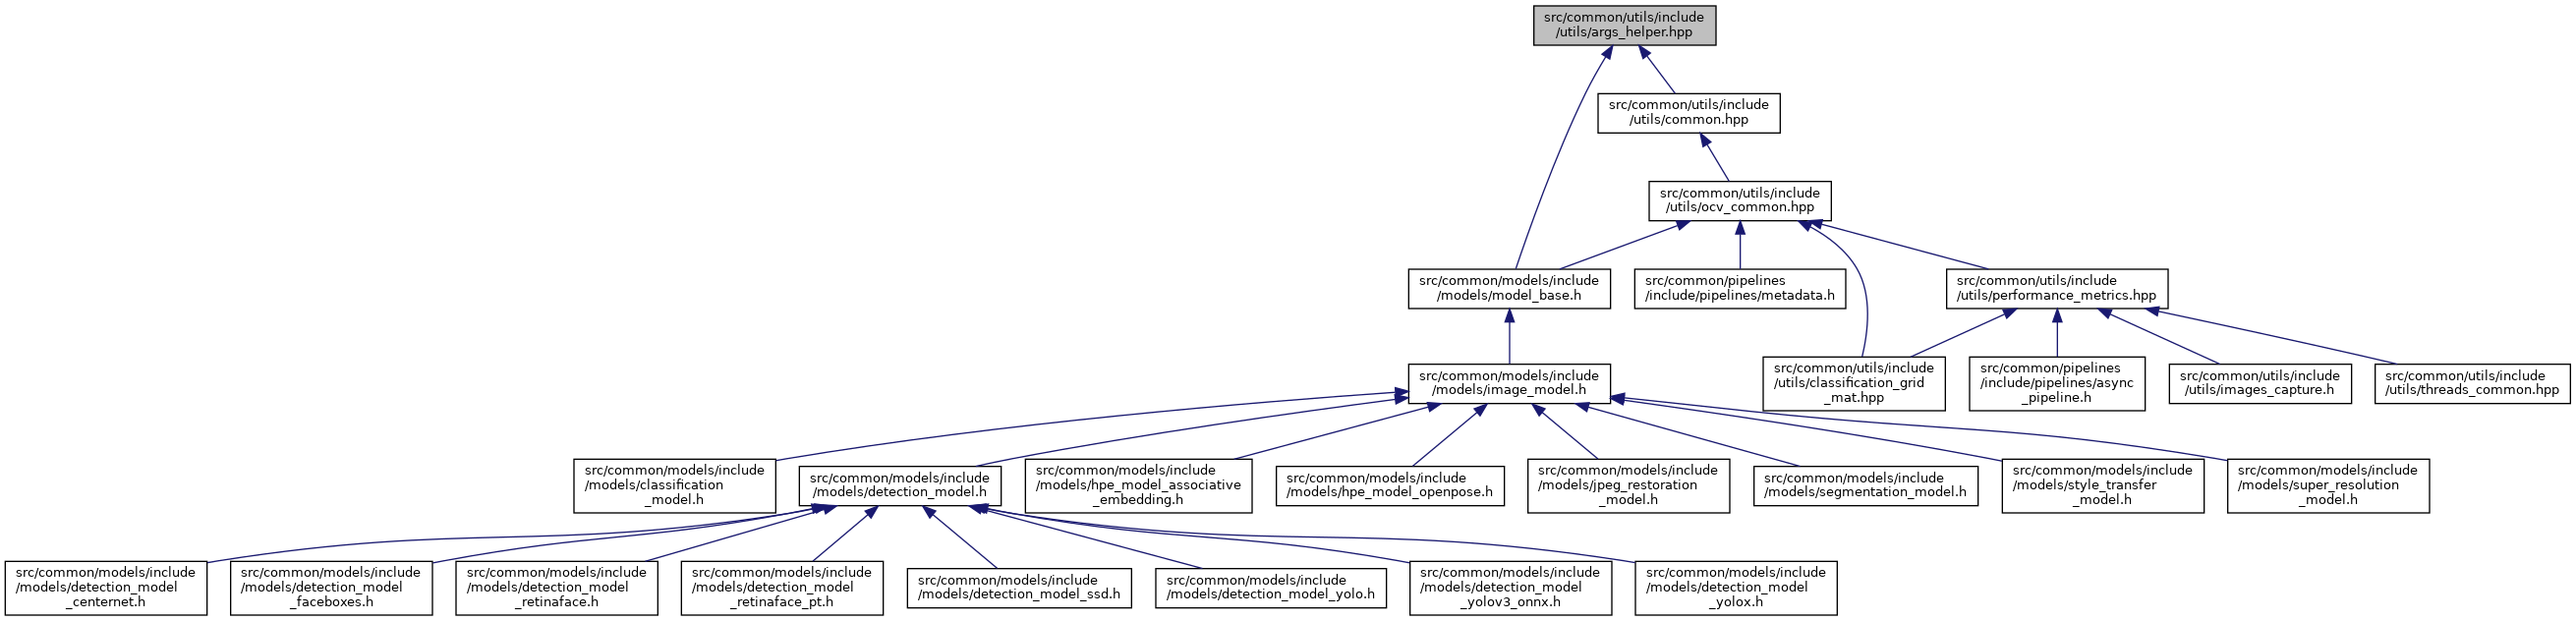 src/common/utils/include
/utils/args_helper.hpp
src/common/utils/include
/utils/common.hpp
src/common/utils/include
/utils/ocv_common.hpp
src/common/models/include
/models/model_base.h
src/common/pipelines
/include/pipelines/metadata.h
src/common/utils/include
/utils/performance_metrics.hpp
src/common/models/include
/models/image_model.h
src/common/utils/include
/utils/classification_grid
_mat.hpp
src/common/pipelines
/include/pipelines/async
_pipeline.h
src/common/utils/include
/utils/images_capture.h
src/common/utils/include
/utils/threads_common.hpp
src/common/models/include
/models/classification
_model.h
src/common/models/include
/models/detection_model.h
src/common/models/include
/models/hpe_model_associative
_embedding.h
src/common/models/include
/models/hpe_model_openpose.h
src/common/models/include
/models/jpeg_restoration
_model.h
src/common/models/include
/models/segmentation_model.h
src/common/models/include
/models/style_transfer
_model.h
src/common/models/include
/models/super_resolution
_model.h
src/common/models/include
/models/detection_model
_centernet.h
src/common/models/include
/models/detection_model
_faceboxes.h
src/common/models/include
/models/detection_model
_retinaface.h
src/common/models/include
/models/detection_model
_retinaface_pt.h
src/common/models/include
/models/detection_model_ssd.h
src/common/models/include
/models/detection_model_yolo.h
src/common/models/include
/models/detection_model
_yolov3_onnx.h
src/common/models/include
/models/detection_model
_yolox.h